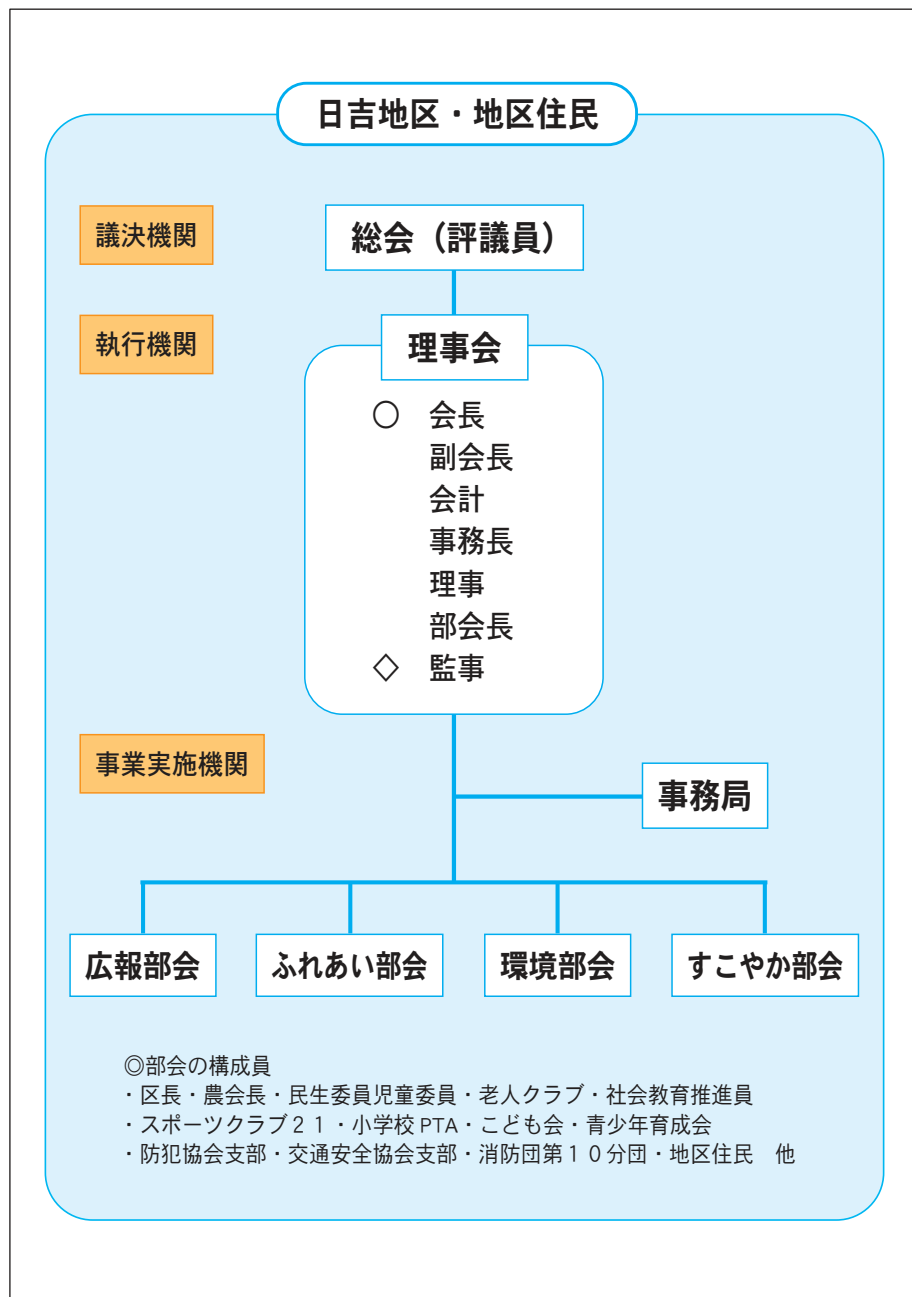 日吉地区・地区住民
議決機関
総会（評議員）
執行機関
理事会
○　会長
副会長
会計
事務長
理事
部会長
◇　監事
事業実施機関
事務局
広報部会
ふれあい部会
環境部会
すこやか部会
◎部会の構成員
・区長・農会長・民生委員児童委員・老人クラブ・社会教育推進員
・スポーツクラブ２１・小学校 PTA・こども会・青少年育成会
・防犯協会支部・交通安全協会支部・消防団第１０分団・地区住民　他